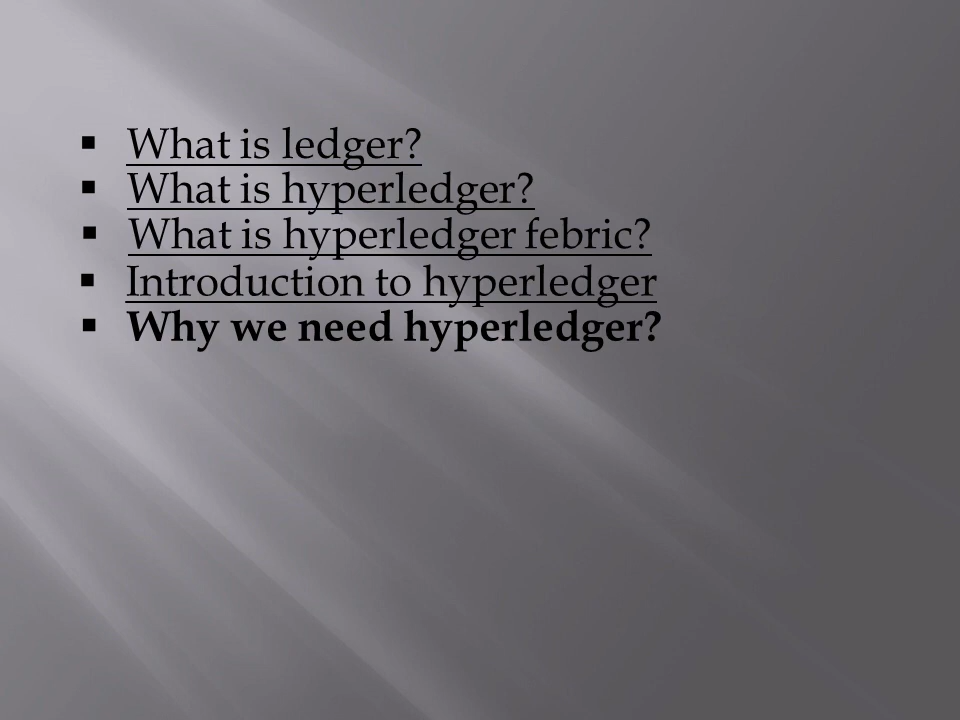 ▪ What is ledger?
▪ What is hyperledger?
▪ What is hyperledger febric?
▪ Introduction to hyperledger
▪ Why we need hyperledger?